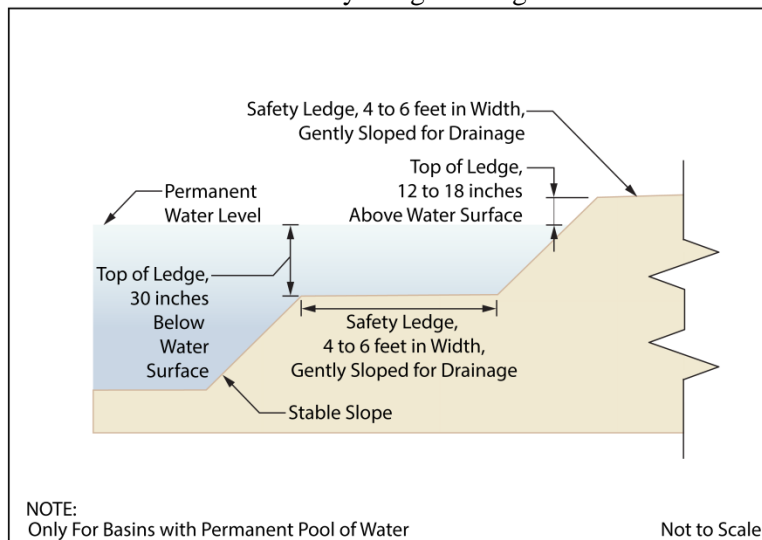 Safety Ledge, 4 to 6 feet in Width,
Gently Sloped for Drainage
Top of Ledge,
12 to 18 inches
Above Water Surface
Permanent
Water Level
Top of Ledge,
30 inches
Below
Water
Surface
Safety Ledge,
4 to 6 feet in Width,
Gently Sloped for Drainage
Stable Slope
NOTE:
Only For Basins with Permanent Pool of Water
Not to Scale